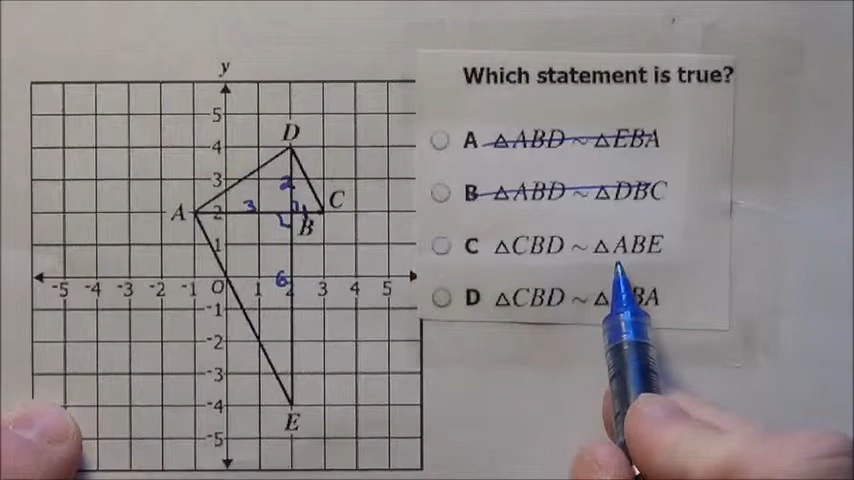 Which statement is true?
A △ABD ~ △EBA
B △ABD ~ △DBC
C △CBD ~ △ABE
D △CBD ~ △ BA
y
5
4
3
2
1
O
-5 -4 -3 -2 -1 1 2 3 4 5
-1
-2
-3
-4
-5
D
A
C
B
E
2
3
1
6